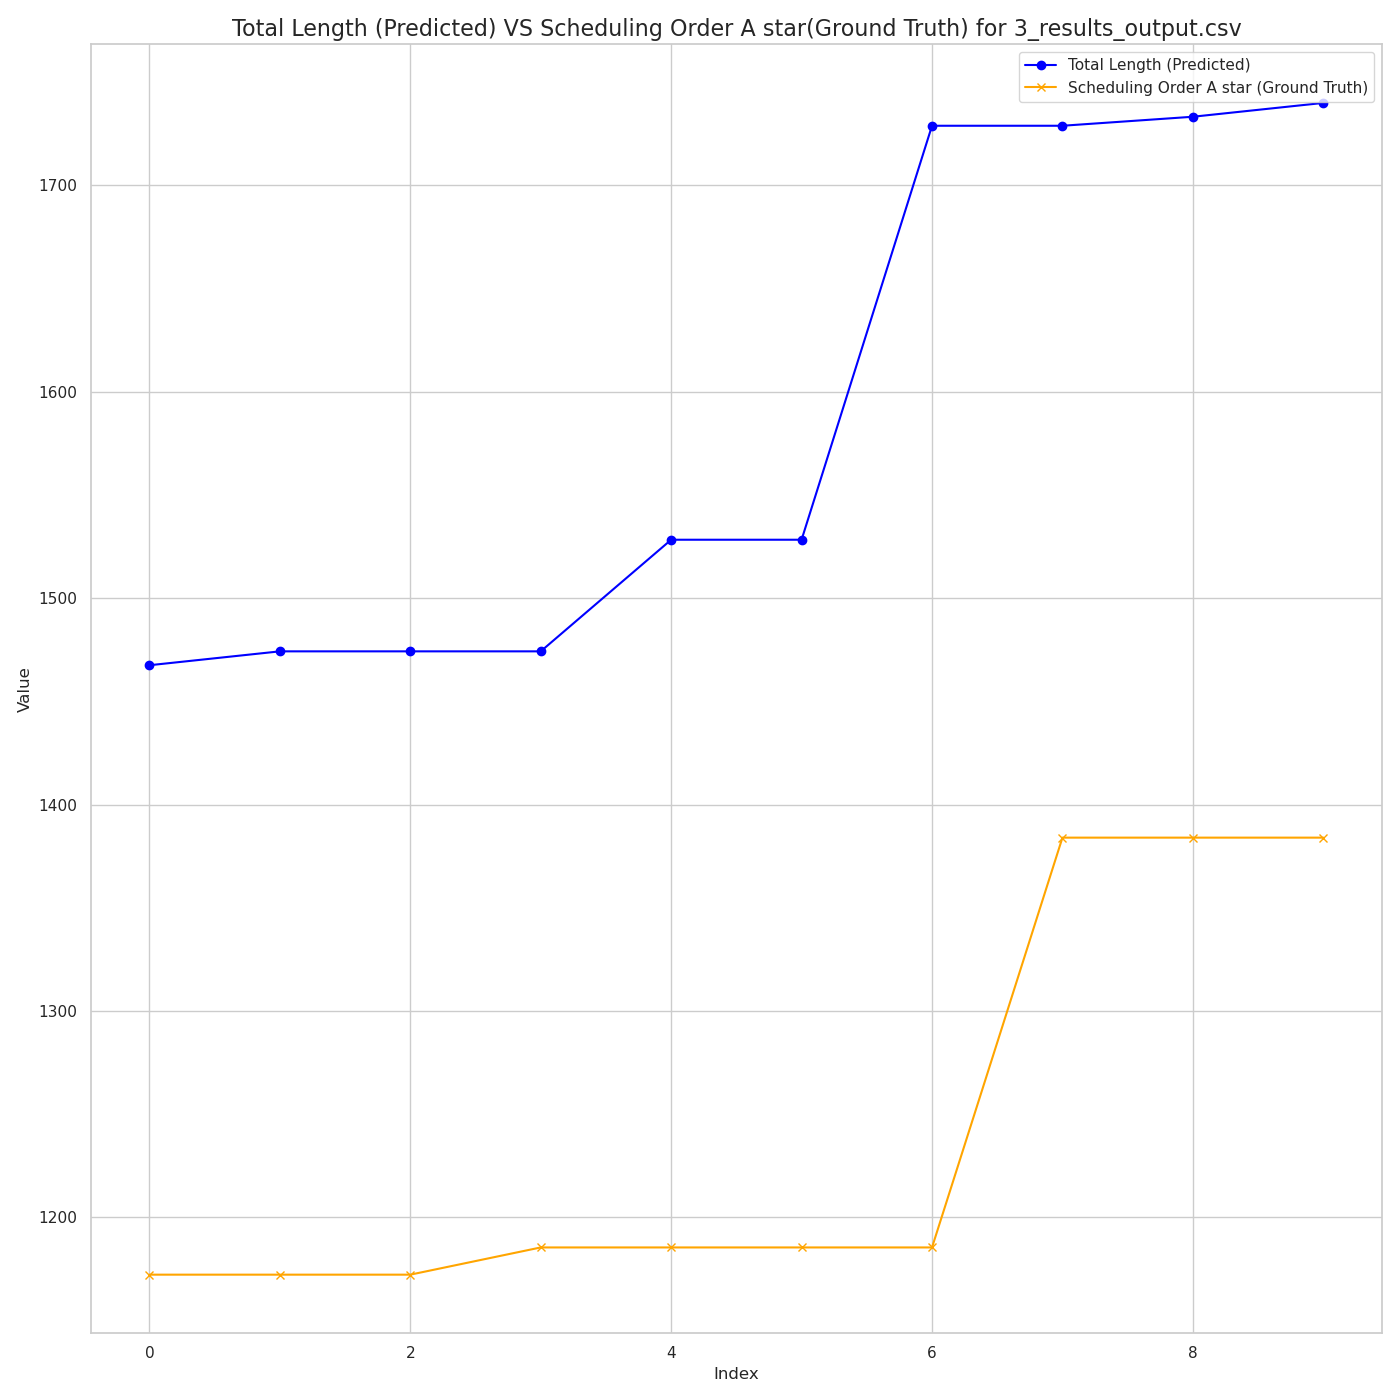 Total Length (Predicted) VS Scheduling Order A star(Ground Truth) for 3_results_output.csv
Total Length (Predicted)
Scheduling Order A star (Ground Truth)
1700
1600
1500
1400
1300
1200
Value
0 2 4 6 8
Index